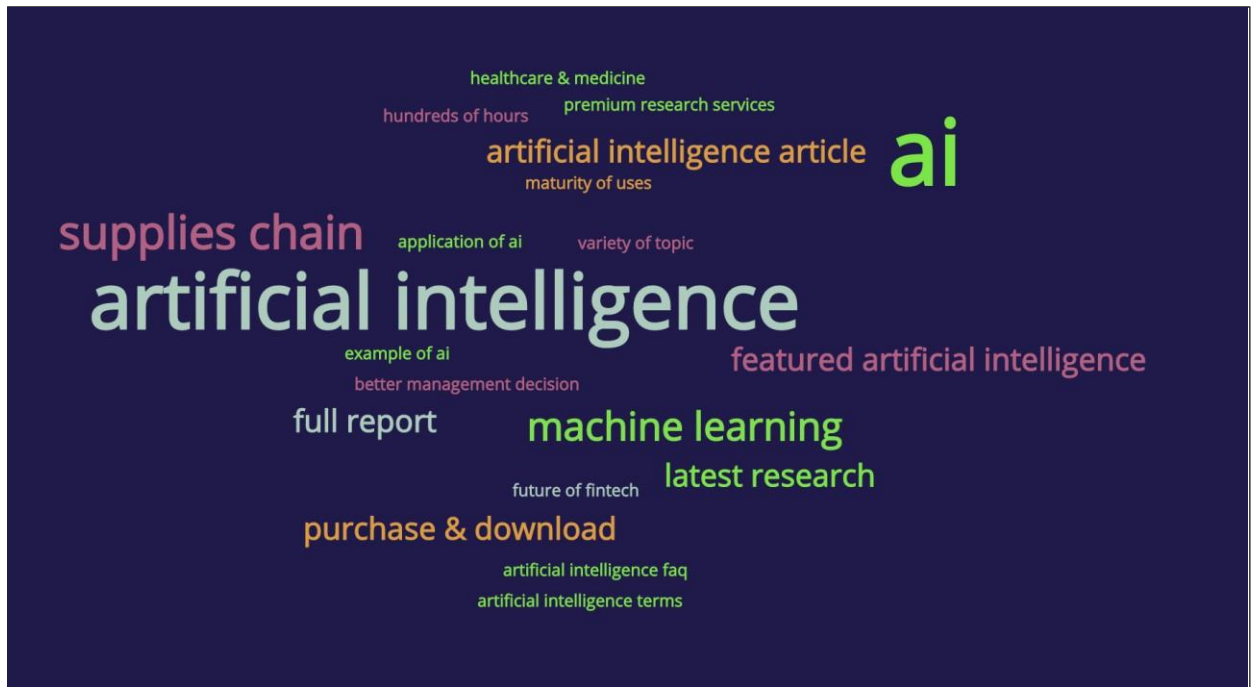 healthcare & medicine
premium research services
hundreds of hours
artificial intelligence article
ai
maturity of uses
supplies chain
application of ai
variety of topic
artificial intelligence
example of ai
featured artificial intelligence
better management decision
full report
machine learning
latest research
future of fintech
purchase & download
artificial intelligence faq
artificial intelligence terms